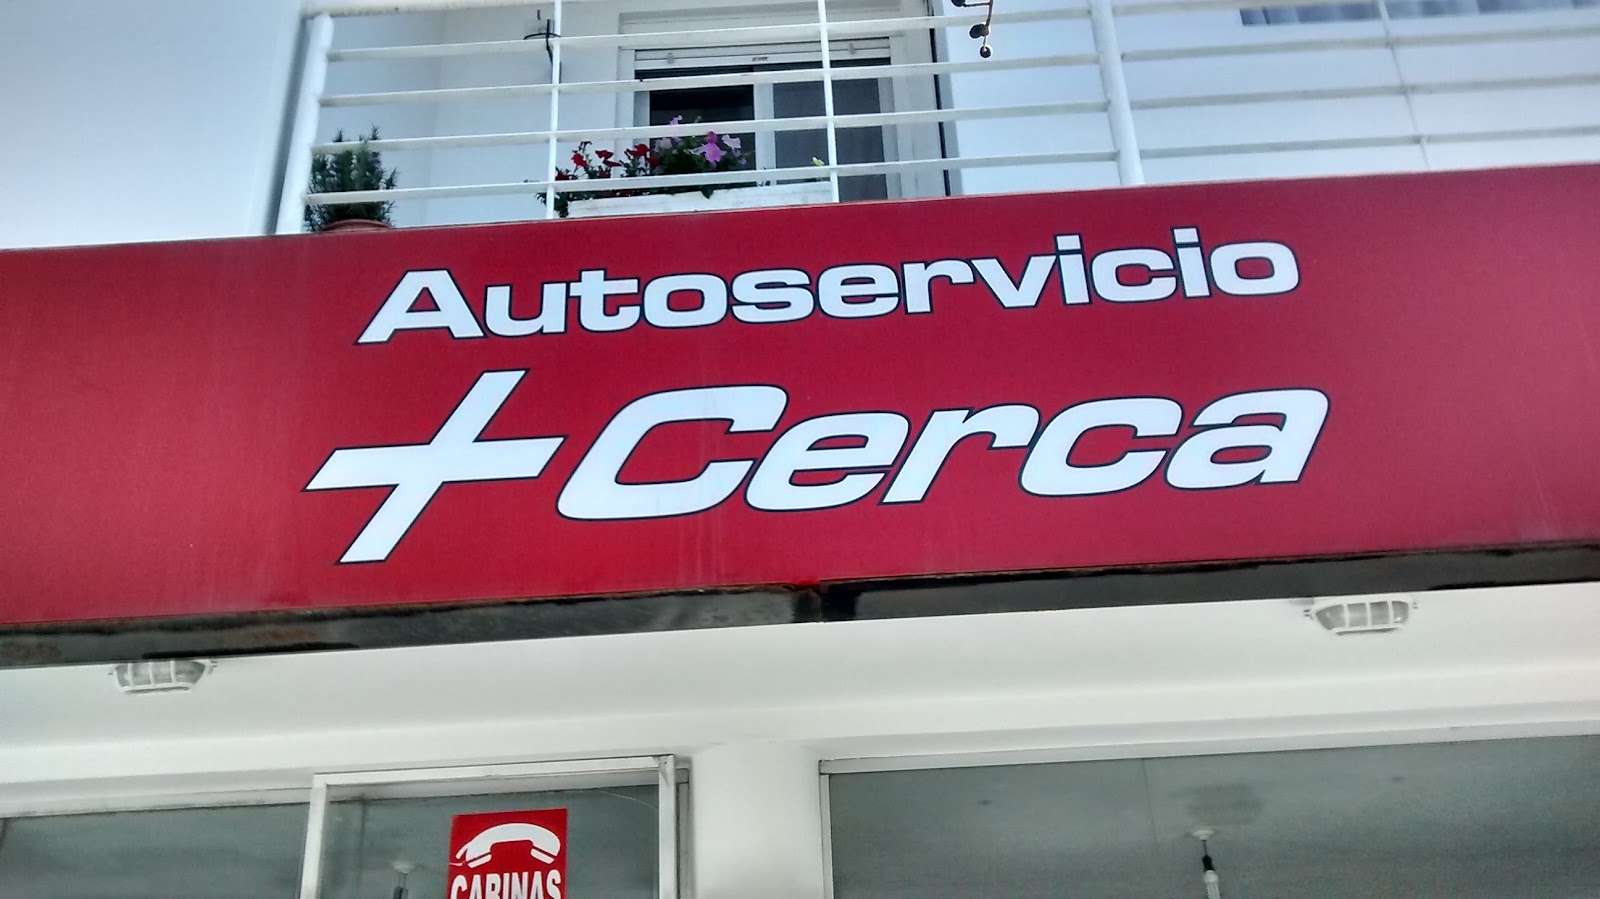 Autoservicio
+Cerca
CABINAS